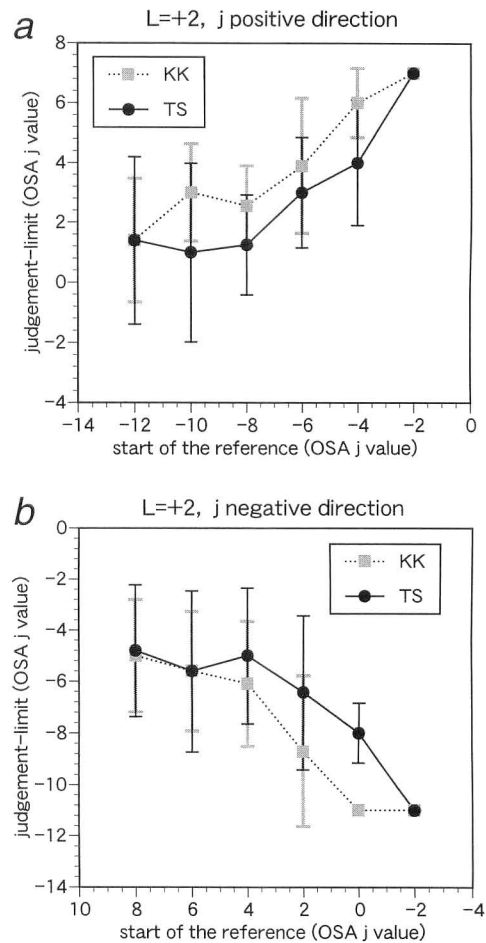 a
L=+2, j positive direction
KK
TS
judgement-limit (OSA j value)
8
6
4
2
0
-2
-4
-14 -12 -10 -8 -6 -4 -2 0
start of the reference (OSA j value)
b
L=+2, j negative direction
KK
TS
judgement-limit (OSA j value)
0
-2
-4
-6
-8
-10
-12
-14
10 8 6 4 2 0 -2 -4
start of the reference (OSA j value)